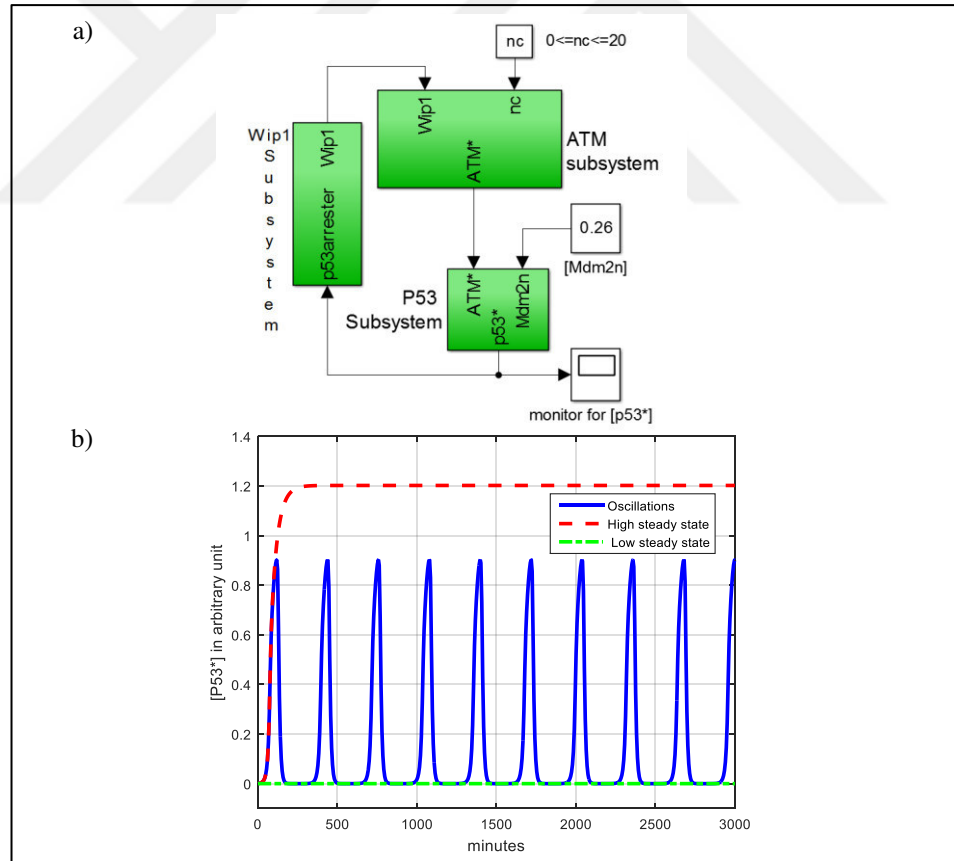 a)
nc
0<=nc<=20
Wip1
nc
ATM*
ATM
subsystem
Wip1
Subsystem
Wip1
p53arrester
0.26
[Mdm2n]
P53
Subsystem
ATM*
p53*
Mdm2n
monitor for [p53*]
b)
[P53*] in arbitrary unit
1.4
1.2
1
0.8
0.6
0.4
0.2
0
Oscillations
High steady state
Low steady state
0 500 1000 1500 2000 2500 3000
minutes